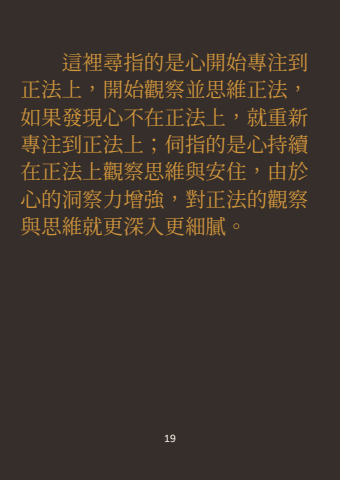 這裡尋指的是心開始專注到
正法上，開始觀察並思維正法，
如果發現心不在正法上，就重新
專注到正法上；伺指的是心持續
在正法上觀察思維與安住，由於
心的洞察力增強，對正法的觀察
與思維就更深入更細膩。
19